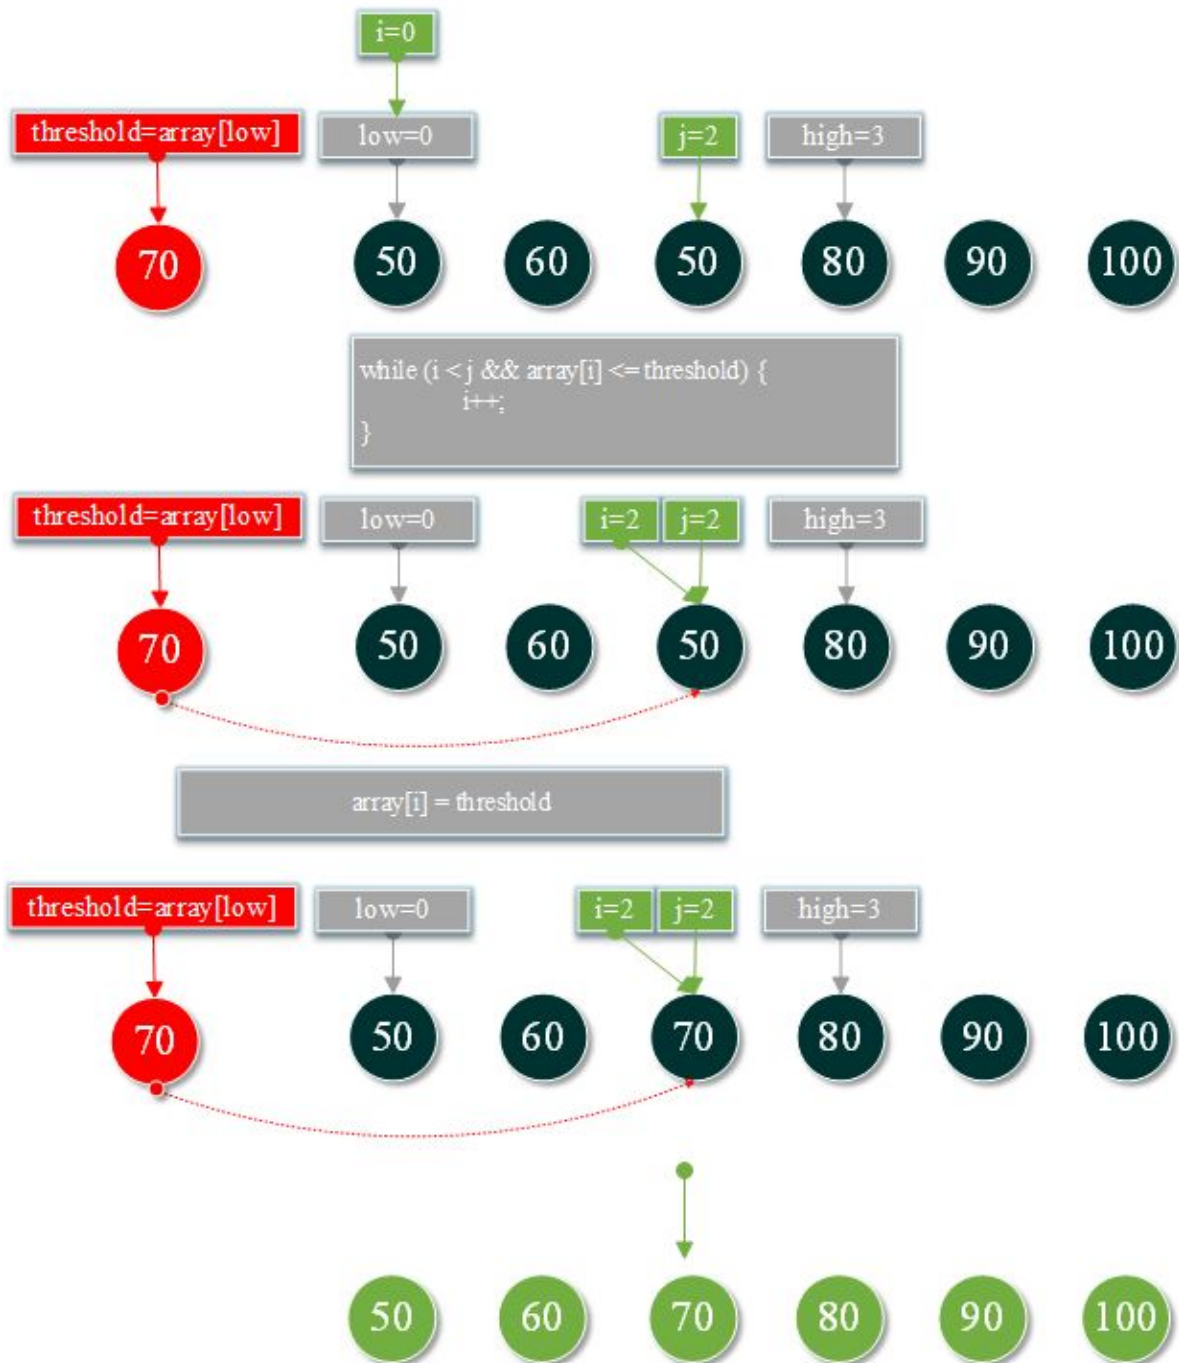 i=0
threshold=array[low] low=0 j=2 high=3
70 50 60 50 80 90 100
while (i < j && array[i] <= threshold) {
i++;
}
threshold=array[low] low=0 i=2 j=2 high=3
70 50 60 50 80 90 100
array[i] = threshold
threshold=array[low] low=0 i=2 j=2 high=3
70 50 60 70 80 90 100
50 60 70 80 90 100